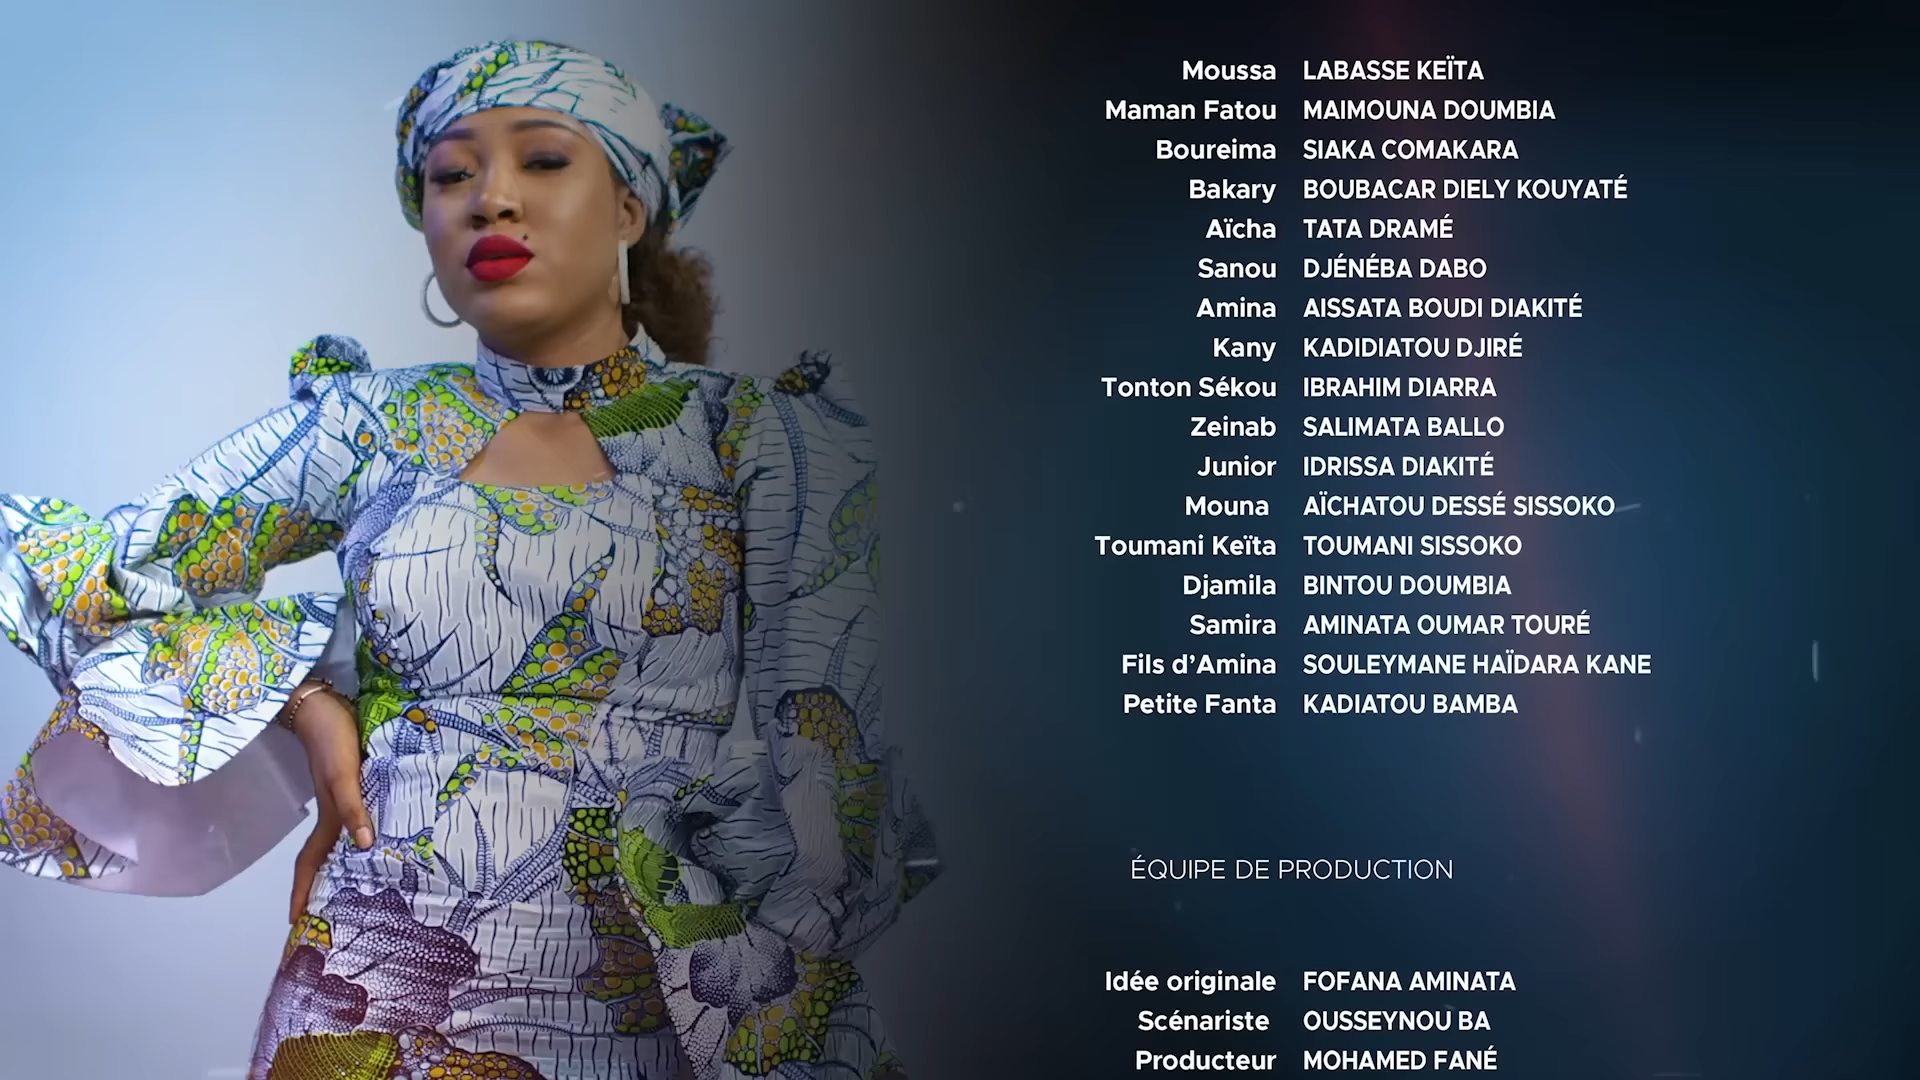 Moussa LABASSE KEÏTA
Maman Fatou MAIMOUNA DOUMBIA
Boureima SIAKA COMAKARA
Bakary BOUBACAR DIELY KOUYATÉ
Aïcha TATA DRAMÉ
Sanou DJÉNÉBA DABO
Amina AISSATA BOUDI DIAKITÉ
Kany KADIDIATOU DJIRÉ
Tonton Sékou IBRAHIM DIARRA
Zeinab SALIMATA BALLO
Junior IDRISSA DIAKITÉ
Mouna AÏCHATOU DESSÉ SISSOKO
Toumani Keïta TOUMANI SISSOKO
Djamila BINTOU DOUMBIA
Samira AMINATA OUMAR TOURÉ
Fils d’Amina SOULEYMANE HAÏDARA KANE
Petite Fanta KADIATOU BAMBA
ÉQUIPE DE PRODUCTION
Idée originale FOFANA AMINATA
Scénariste OUSSEYNOU BA
Producteur MOHAMED FANÉ